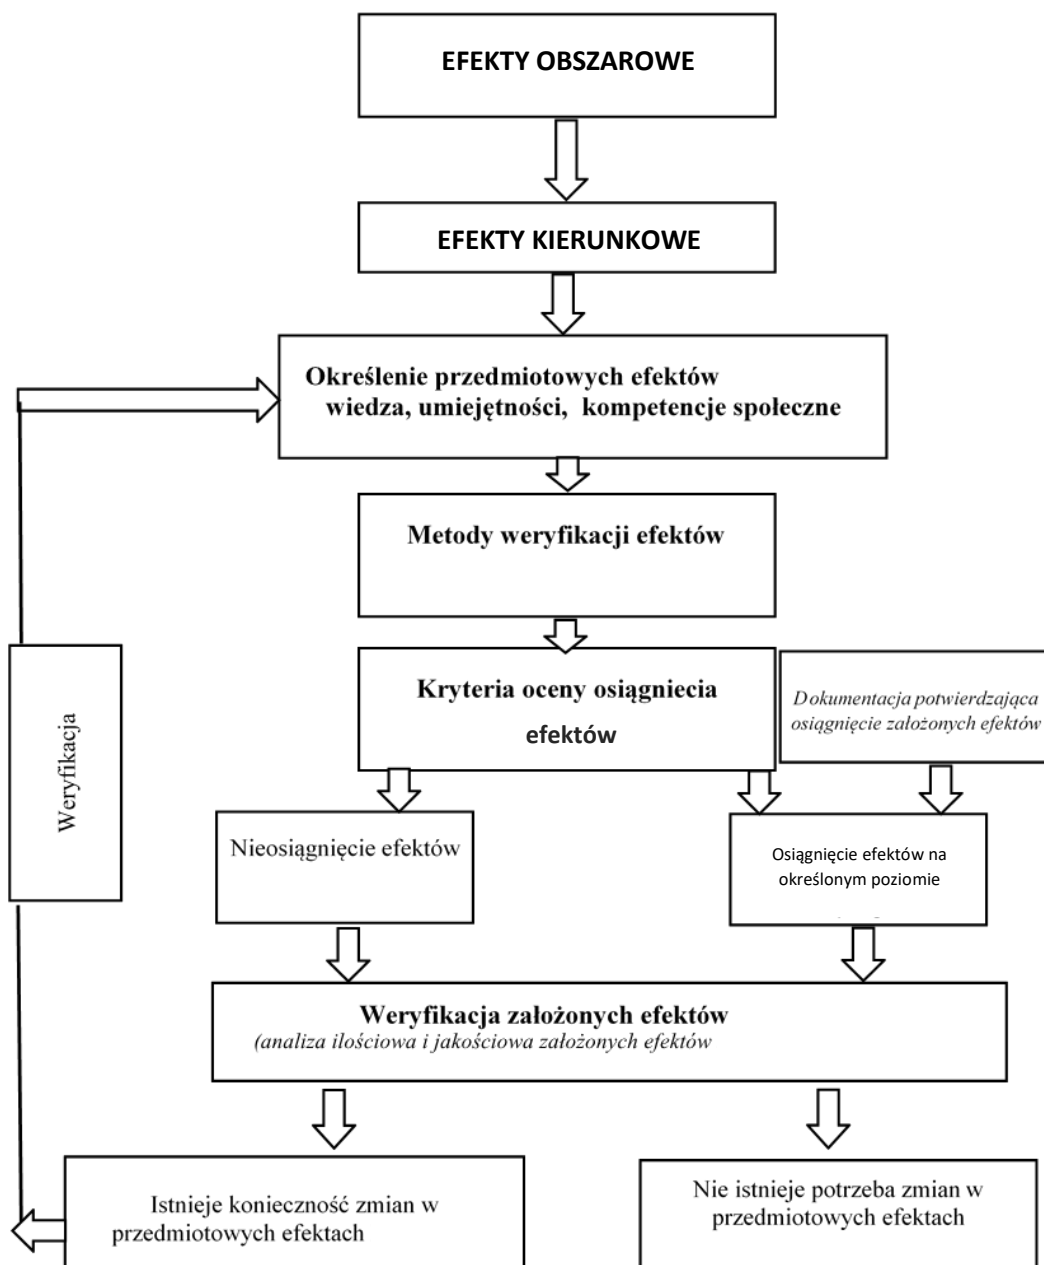 EFEKTY OBSZAROWE
EFEKTY KIERUNKOWE
Określenie przedmiotowych efektów
wiedza, umiejętności, kompetencje społeczne
Metody weryfikacji efektów
Kryteria oceny osiągniecia
efektów
Dokumentacja potwierdzająca
osiągnięcie założonych efektów
Weryfikacja
Nieosiągnięcie efektów
Osiągnięcie efektów na
określonym poziomie
Weryfikacja założonych efektów
(analiza ilościowa i jakościowa założonych efektów
Istnieje konieczność zmian w
przedmiotowych efektach
Nie istnieje potrzeba zmian w
przedmiotowych efektach